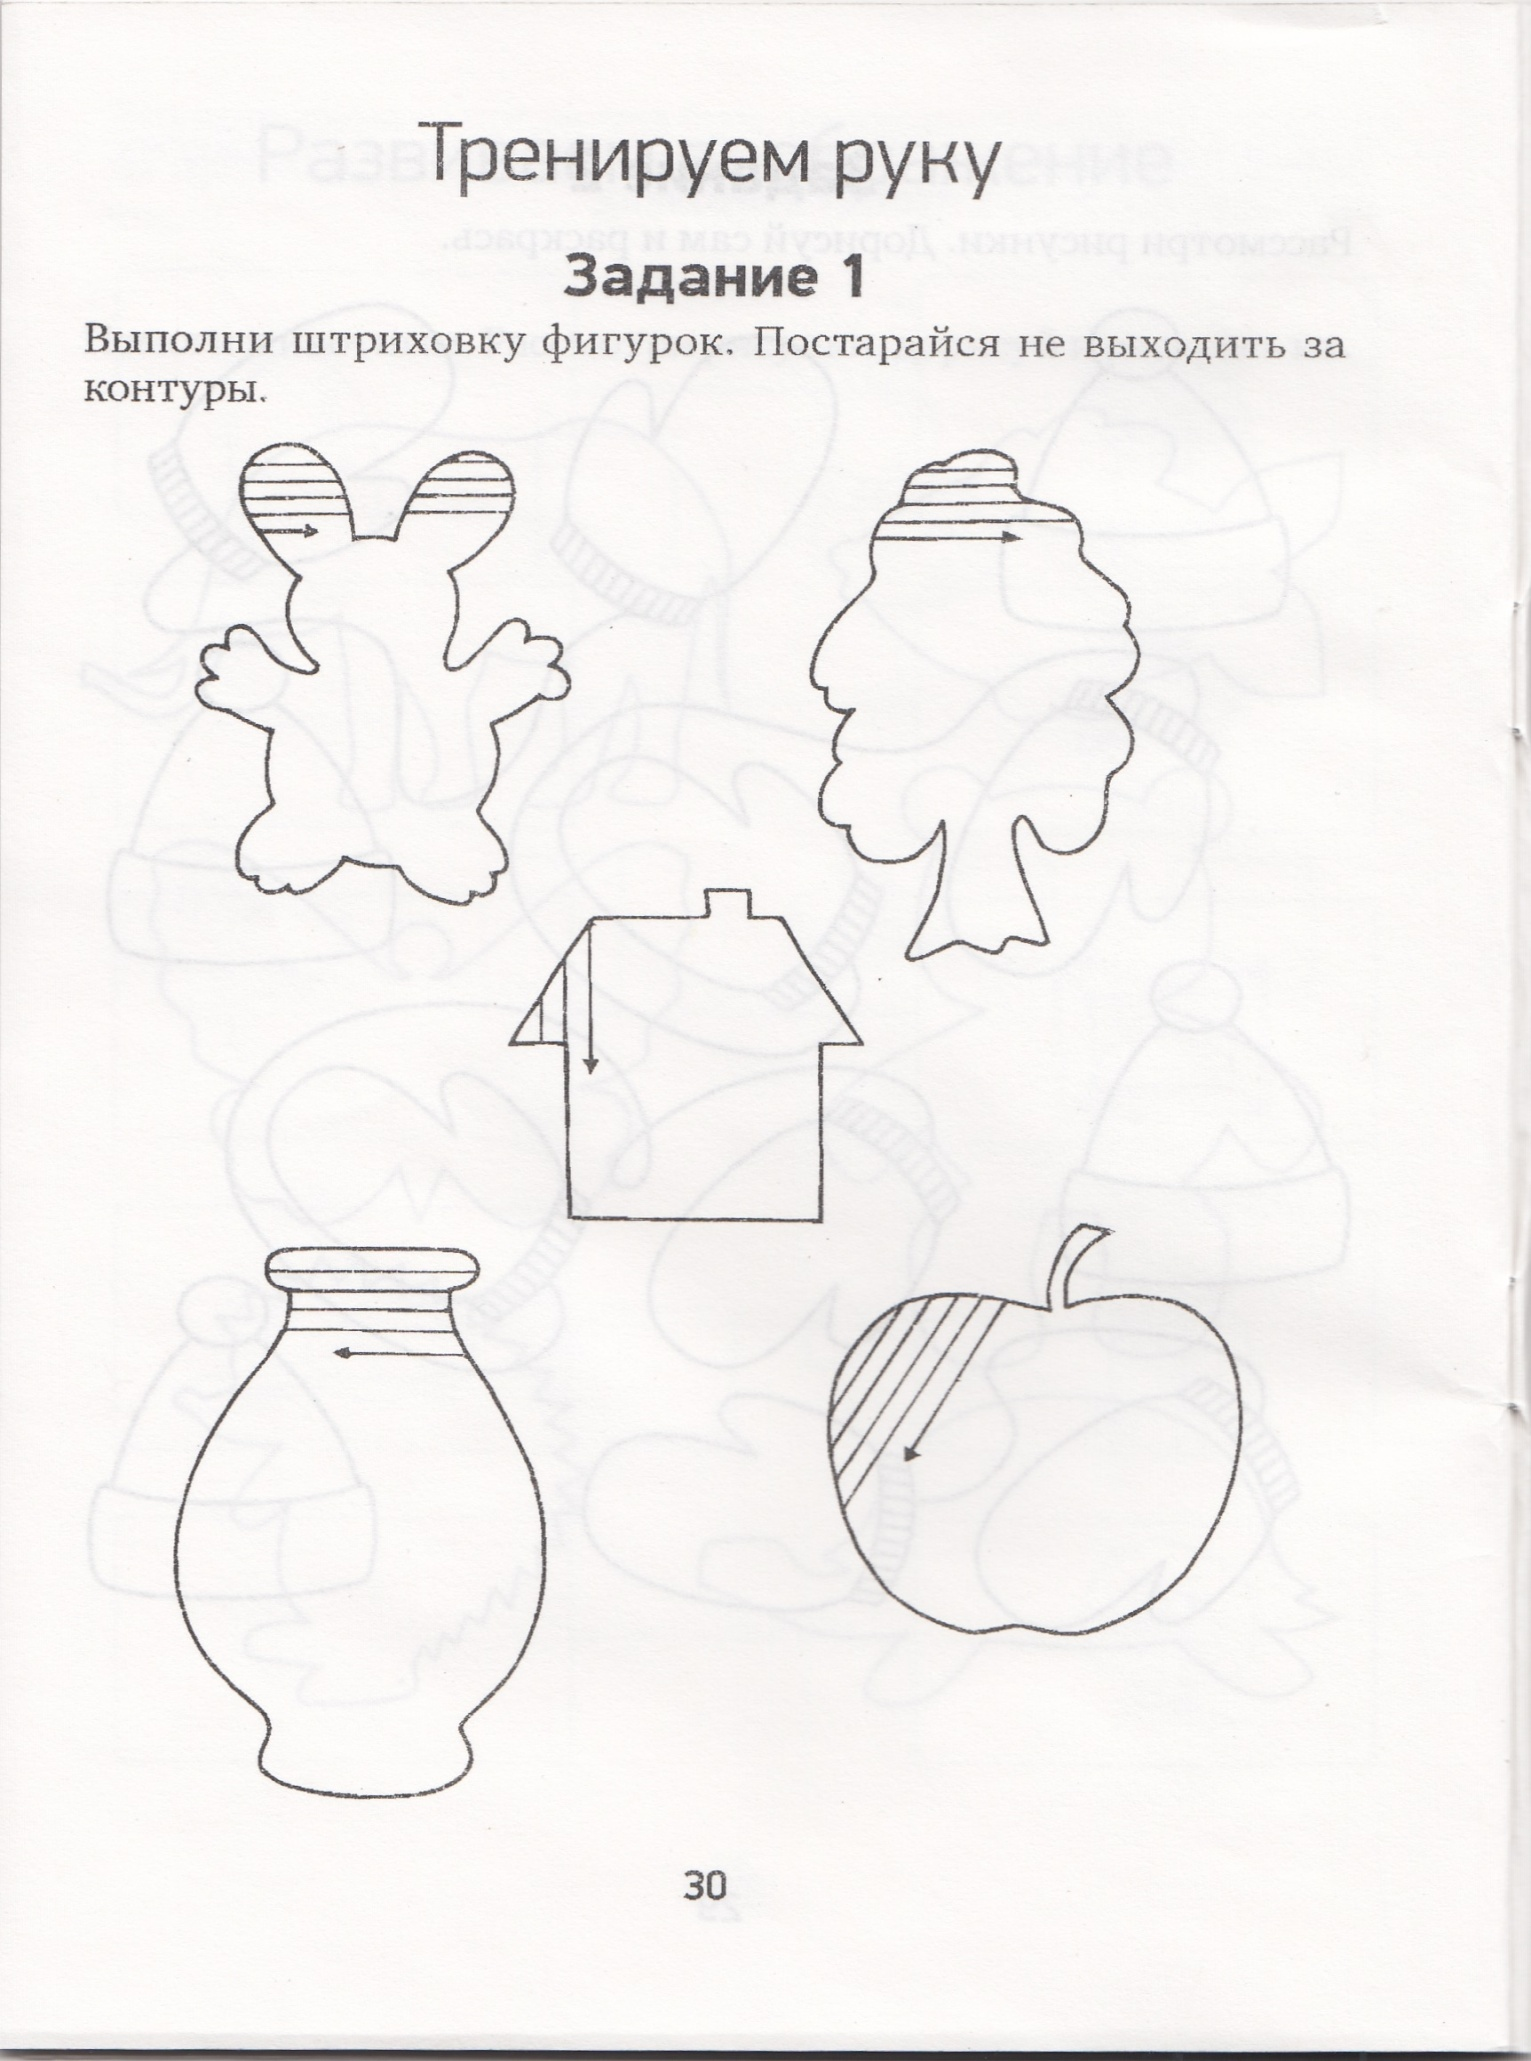 Тренируем руку
Задание 1
Выполни штриховку фигурок. Постарайся не выходить за
контуры.
30